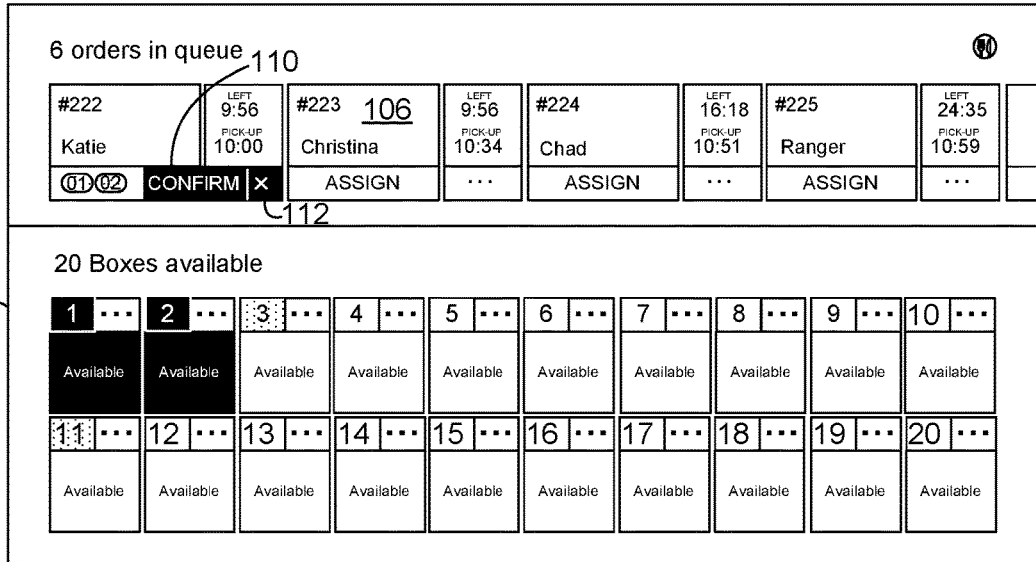 6 orders in queue
110
#222
LEFT
9:56
#223
106
LEFT
9:56
#224
LEFT
16:18
#225
LEFT
24:35
Katie
PICK-UP
10:00
Christina
PICK-UP
10:34
Chad
PICK-UP
10:51
Ranger
PICK-UP
10:59
01 02 CONFIRM ×
ASSIGN ...
ASSIGN ...
ASSIGN ...
112
20 Boxes available
1 ... 2 ... 3 ... 4 ... 5 ... 6 ... 7 ... 8 ... 9 ... 10 ...
Available Available Available Available Available Available Available Available Available Available
11 ... 12 ... 13 ... 14 ... 15 ... 16 ... 17 ... 18 ... 19 ... 20 ...
Available Available Available Available Available Available Available Available Available Available